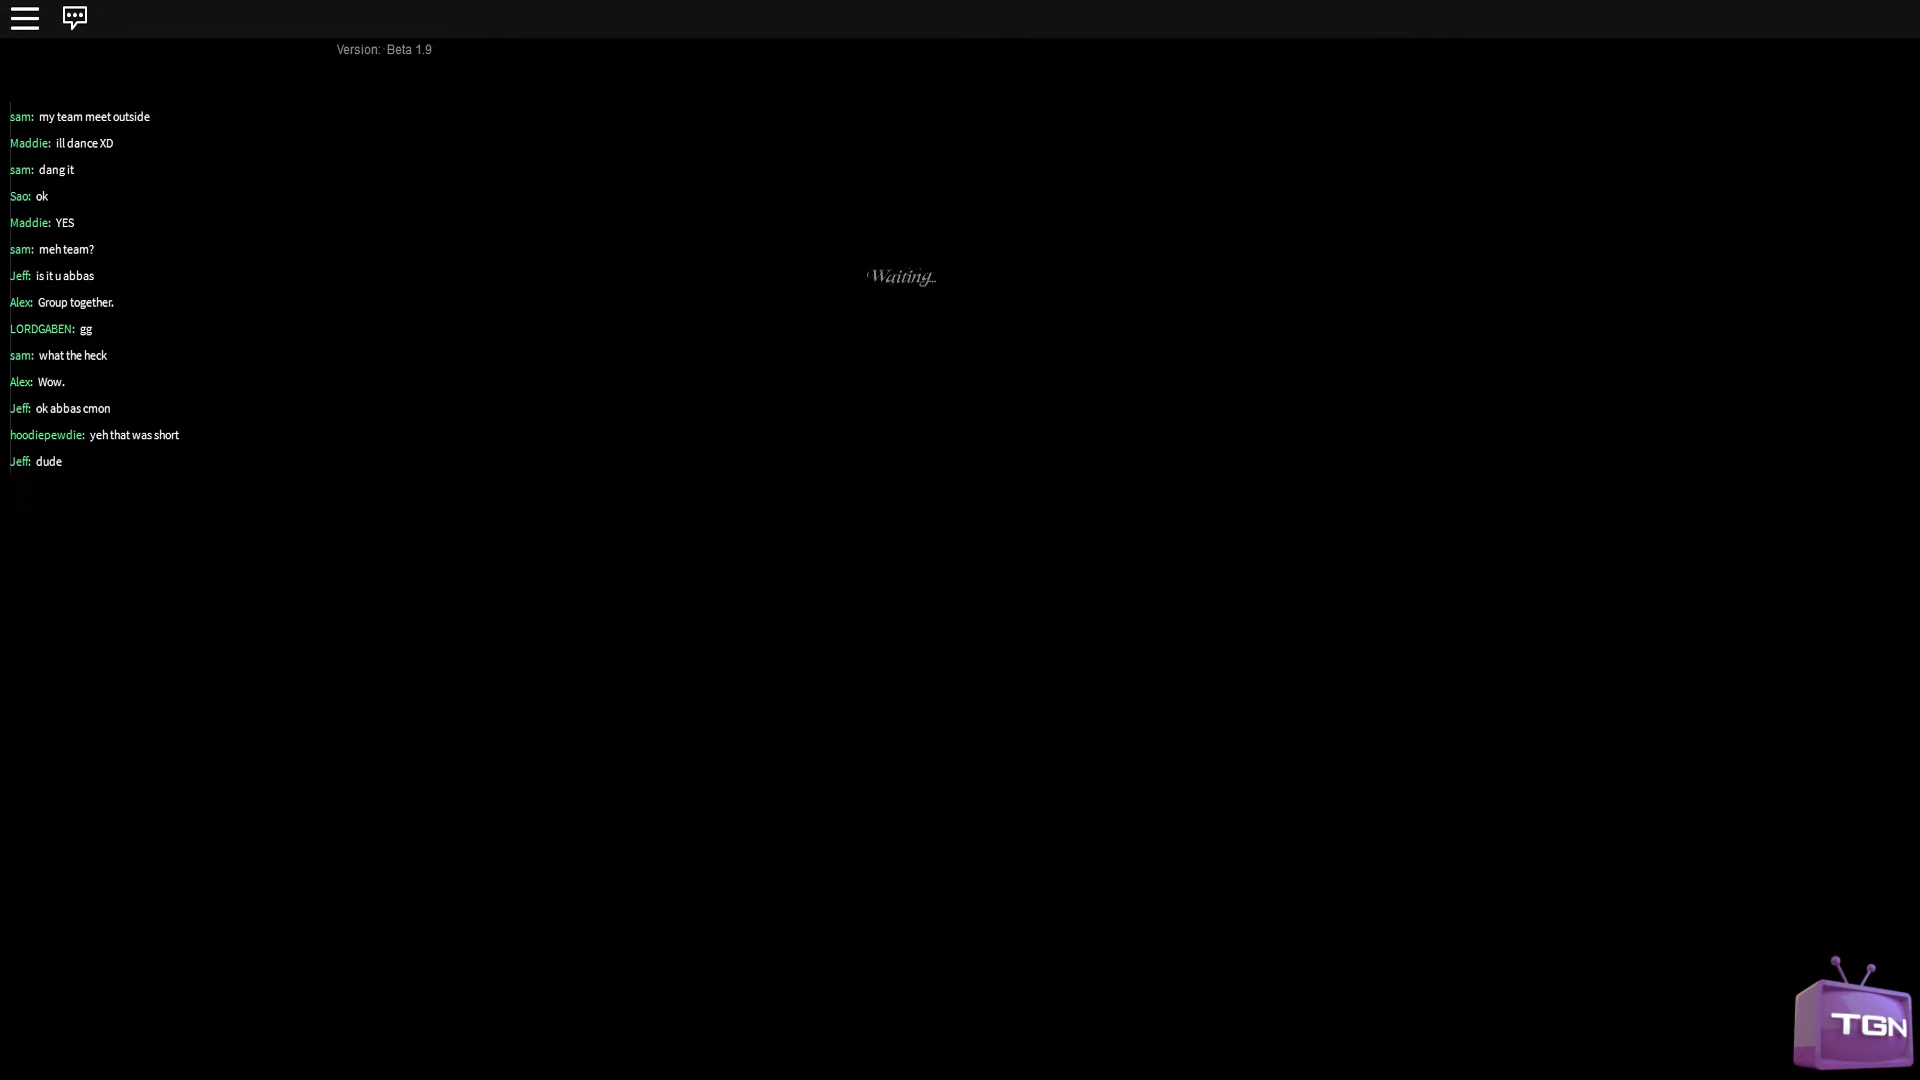 Version: Beta 1.9
sam: my team meet outside
Maddie: ill dance XD
sam: dang it
Sao: ok
Maddie: YES
sam: meh team?
Jeff: is it u abbas
Alex: Group together.
LORDGABEN: gg
sam: what the heck
Alex: Wow.
Jeff: ok abbas cmon
hoodiepewdie: yeh that was short
Jeff: dude
Waiting...
TGN